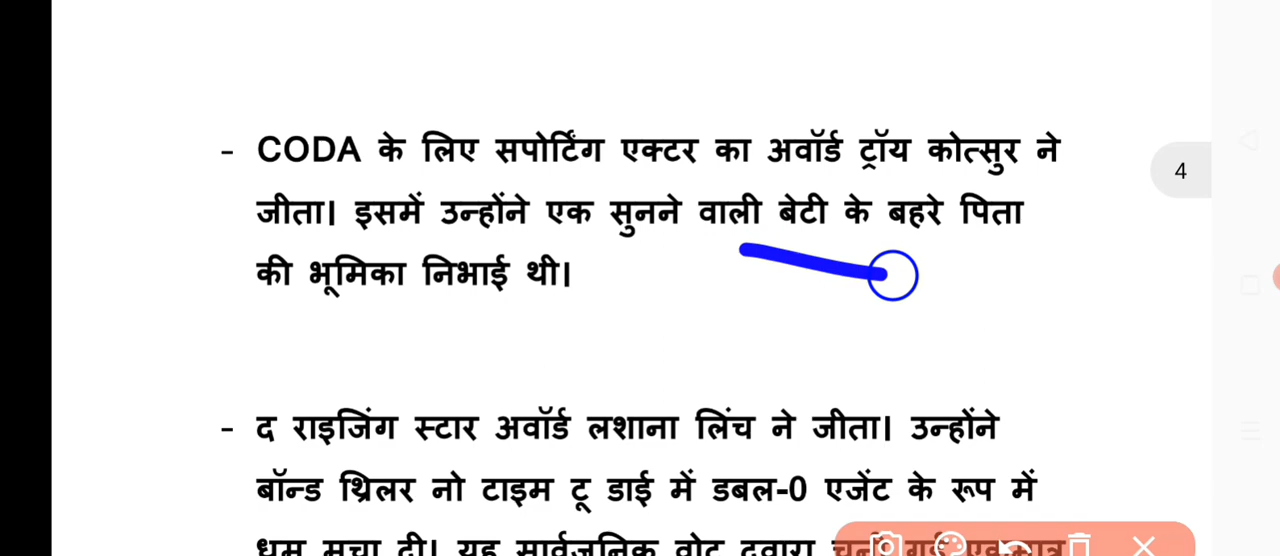 - CODA के लिए सपोर्टिंग एक्टर का अवॉर्ड ट्रॉय कोत्सुर ने
जीता। इसमें उन्होंने एक सुनने वाली बेटी के बहरे पिता
की भूमिका निभाई थी।
4
- द राइजिंग स्टार अवॉर्ड लशाना लिंच ने जीता। उन्होंने
बॉन्ड थ्रिलर नो टाइम टू डाई में डबल-0 एजेंट के रूप में
धूम मचा दी। यह सार्वजनिक वोट द्वारा